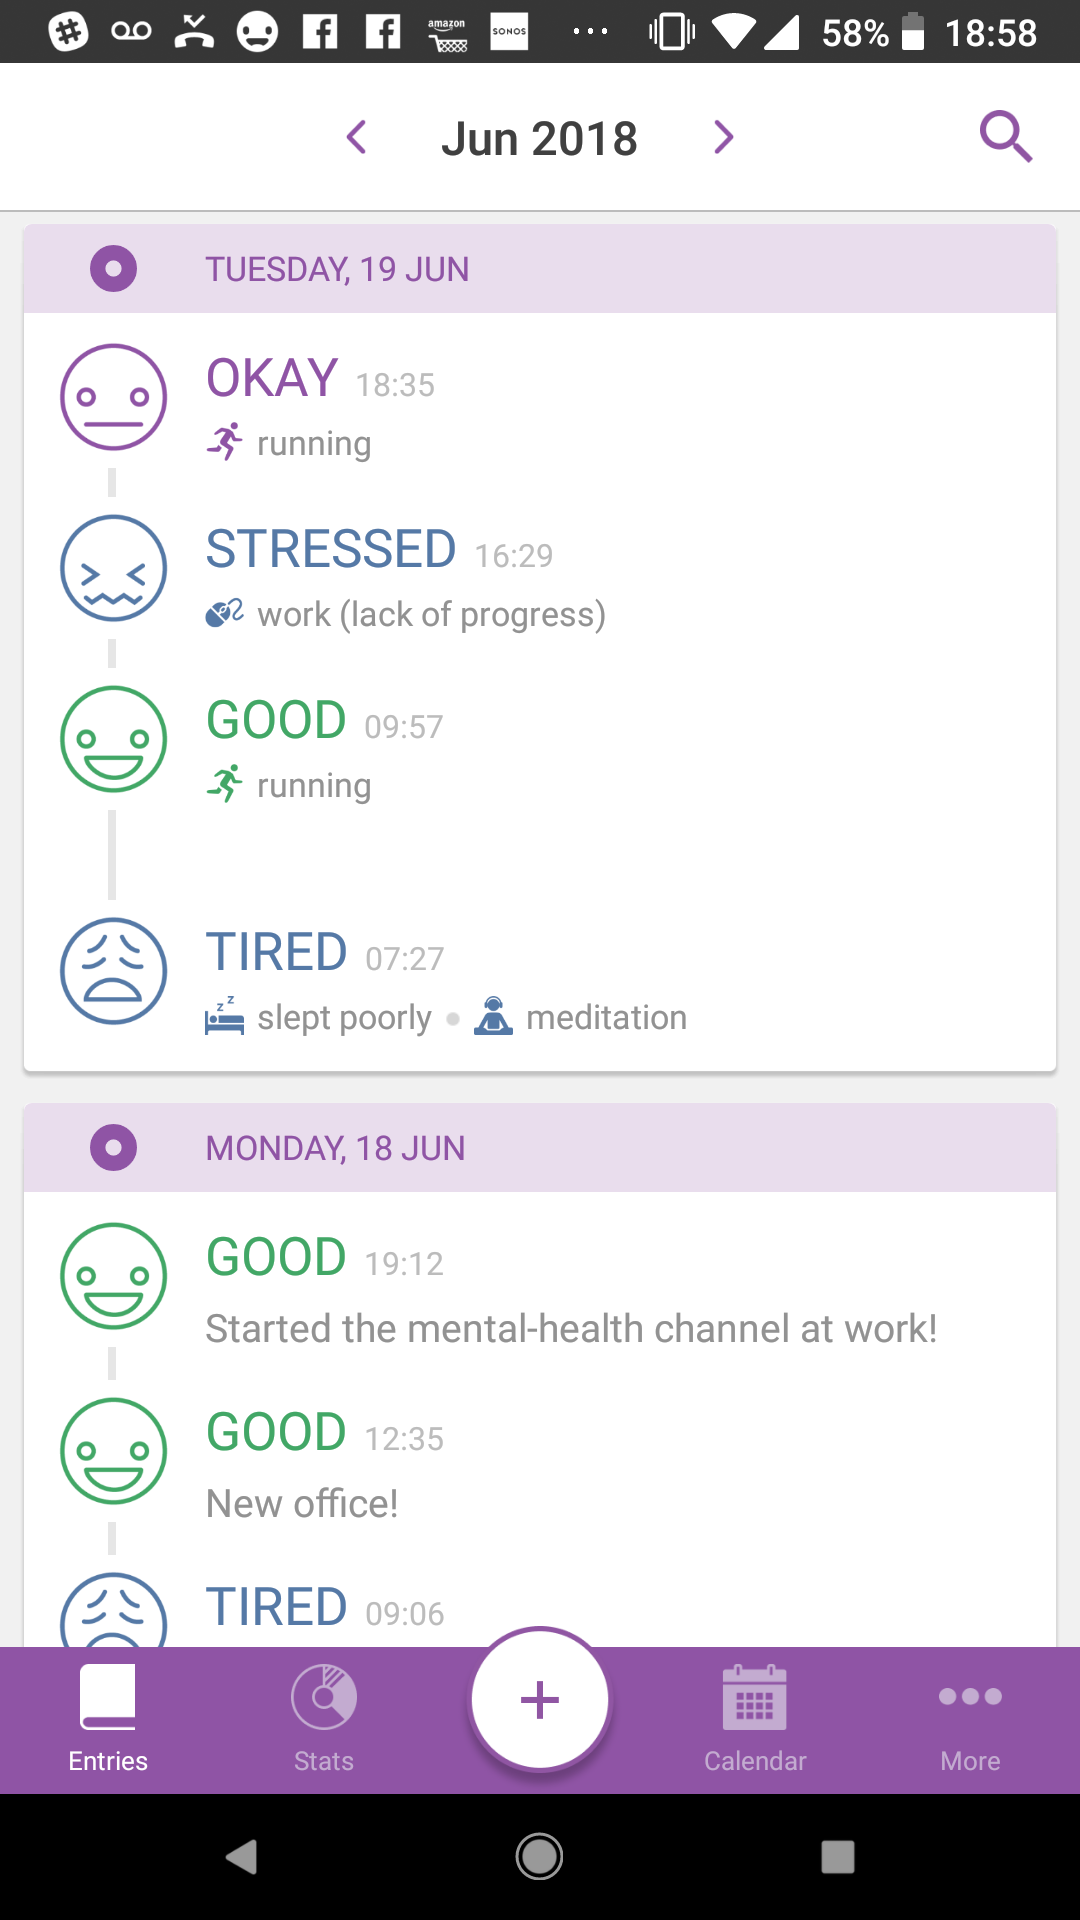 amazon SONOS 58% 18:58
Jun 2018
TUESDAY, 19 JUN
OKAY 18:35
running
STRESSED 16:29
work (lack of progress)
GOOD 09:57
running
TIRED 07:27
slept poorly meditation
MONDAY, 18 JUN
GOOD 19:12
Started the mental-health channel at work!
GOOD 12:35
New office!
TIRED 09:06
Entries Stats + Calendar More